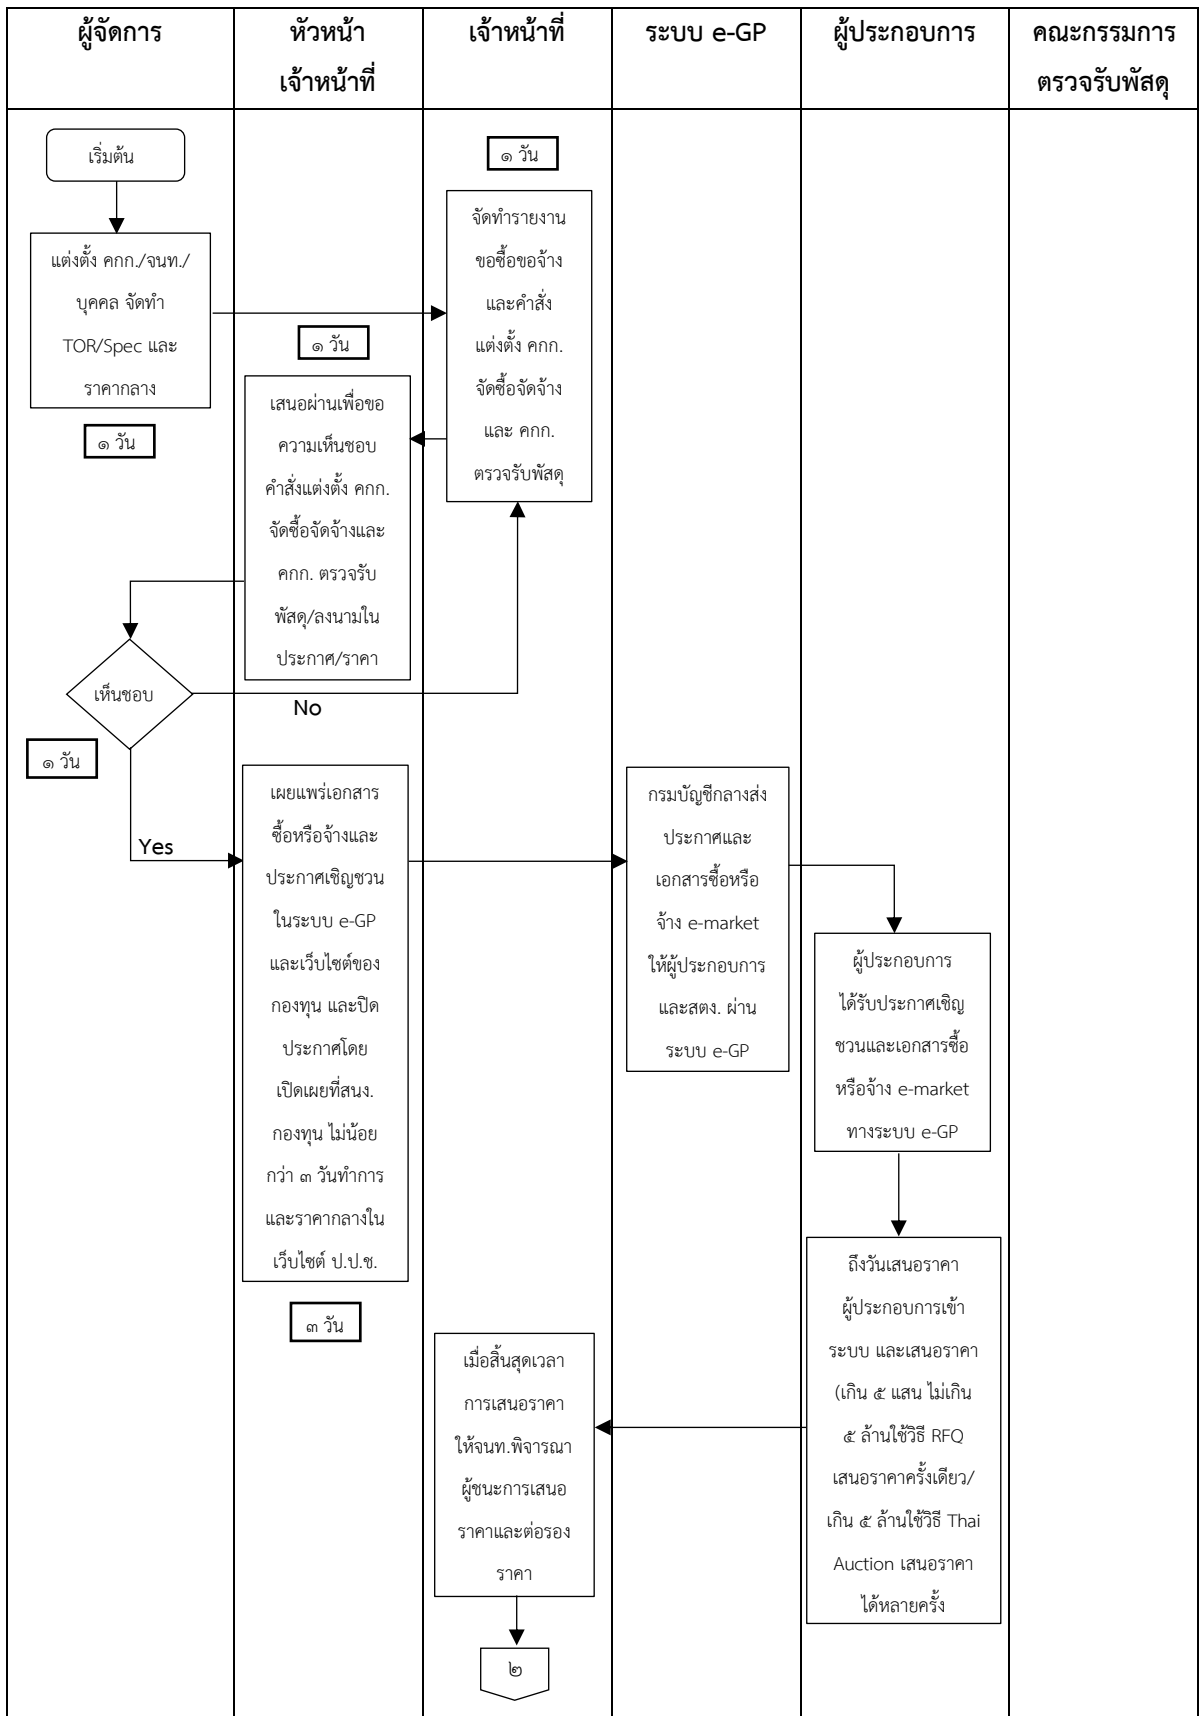 ผู้จัดการ
หัวหน้า
เจ้าหน้าที่
เจ้าหน้าที่
ระบบ e-GP
ผู้ประกอบการ
คณะกรรมการ
ตรวจรับพัสดุ
เริ่มต้น
แต่งตั้ง คกก./จนท./
บุคคล จัดทำ
TOR/Spec และ
ราคากลาง
๑ วัน
๑ วัน
จัดทำรายงาน
ขอซื้อขอจ้าง
และคำสั่ง
แต่งตั้ง คกก.
จัดซื้อจัดจ้าง
และ คกก.
ตรวจรับพัสดุ
๑ วัน
เสนอผ่านเพื่อขอ
ความเห็นชอบ
คำสั่งแต่งตั้ง คกก.
จัดซื้อจัดจ้างและ
คกก. ตรวจรับ
พัสดุ/ลงนามใน
ประกาศ/ราคา
เห็นชอบ
No
๑ วัน
Yes
เผยแพร่เอกสาร
ซื้อหรือจ้างและ
ประกาศเชิญชวน
ในระบบ e-GP
และเว็บไซต์ของ
กองทุน และปิด
ประกาศโดย
เปิดเผยที่สนง.
กองทุน ไม่น้อย
กว่า ๓ วันทำการ
และราคากลางใน
เว็บไซต์ ป.ป.ช.
๓ วัน
กรมบัญชีกลางส่ง
ประกาศและ
เอกสารซื้อหรือ
จ้าง e-market
ให้ผู้ประกอบการ
และสตง. ผ่าน
ระบบ e-GP
ผู้ประกอบการ
ได้รับประกาศเชิญ
ชวนและเอกสารซื้อ
หรือจ้าง e-market
ทางระบบ e-GP
ถึงวันเสนอราคา
ผู้ประกอบการเข้า
ระบบ และเสนอราคา
(เกิน ๕ แสน ไม่เกิน
๕ ล้านใช้วิธี RFQ
เสนอราคาครั้งเดียว/
เกิน ๕ ล้านใช้วิธี Thai
Auction เสนอราคา
ได้หลายครั้ง
เมื่อสิ้นสุดเวลา
การเสนอราคา
ให้จนท.พิจารณา
ผู้ชนะการเสนอ
ราคาและต่อรอง
ราคา
๒